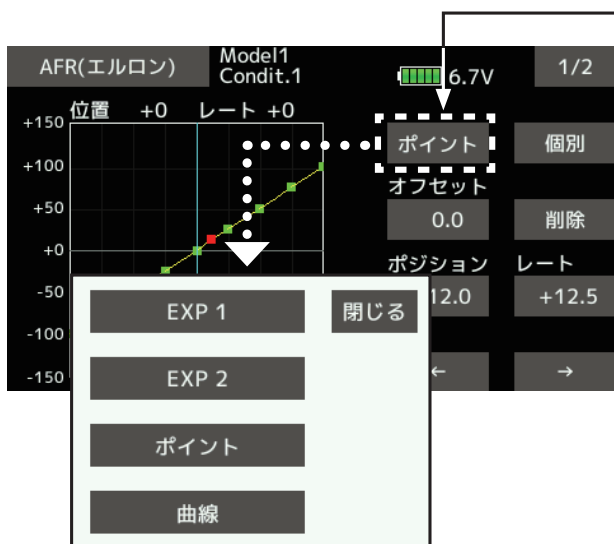 AFR(エルロン)
Model1
Condit.1
6.7V
1/2
位置 +0 レート +0
+150
+100
+50
+0
-50
-100
-150
ポイント
個別
オフセット
0.0
削除
ポジション
レート
12.0
+12.5
←
→
EXP 1
閉じる
EXP 2
ポイント
曲線